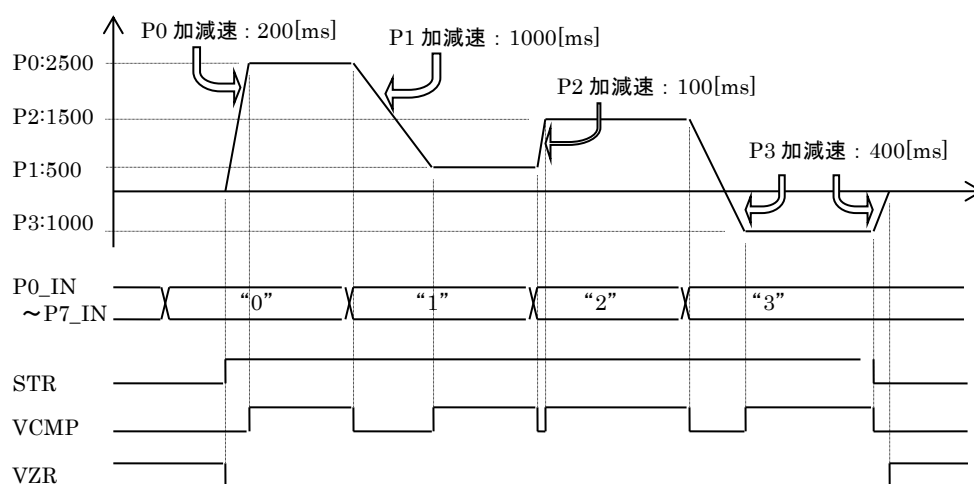 P0 加減速：200[ms]
P1 加減速：1000[ms]
P0:2500
P2 加減速：100[ms]
P2:1500
P3 加減速：400[ms]
P1:500
P3:1000
P0_IN
～P7_IN
“0”
“1”
“2”
“3”
STR
VCMP
VZR